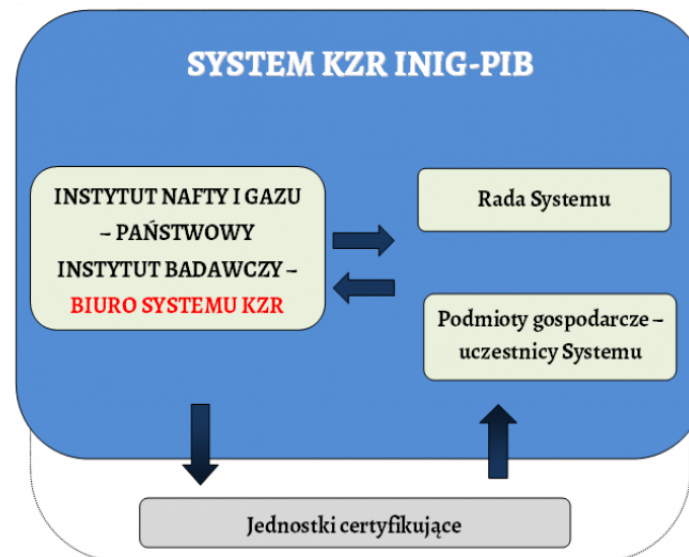 SYSTEM KZR INIG-PIB
INSTYTUT NAFTY I GAZU
– PAŃSTWOWY
INSTYTUT BADAWCZY –
BIURO SYSTEMU KZR
Rada Systemu
Podmioty gospodarcze –
uczestnicy Systemu
Jednostki certyfikujące